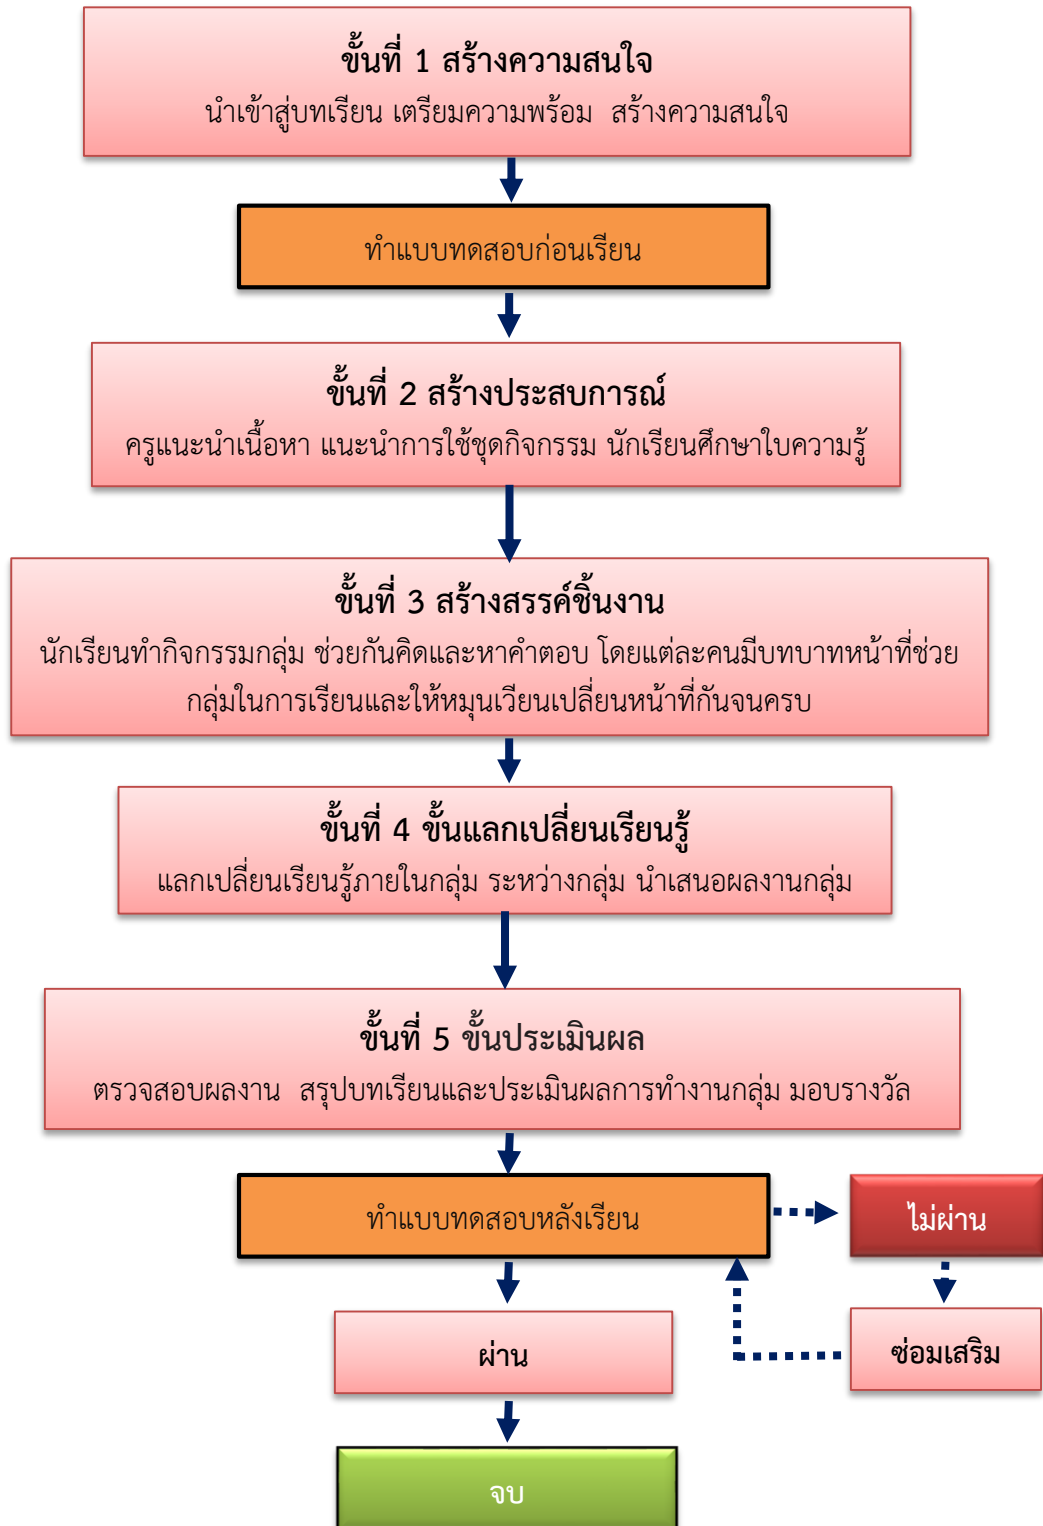 ขั้นที่ 1 สร้างความสนใจ
นำเข้าสู่บทเรียน เตรียมความพร้อม สร้างความสนใจ
ทำแบบทดสอบก่อนเรียน
ขั้นที่ 2 สร้างประสบการณ์
ครูแนะนำเนื้อหา แนะนำการใช้ชุดกิจกรรม นักเรียนศึกษาใบความรู้
ขั้นที่ 3 สร้างสรรค์ชิ้นงาน
นักเรียนทำกิจกรรมกลุ่ม ช่วยกันคิดและหาคำตอบ โดยแต่ละคนมีบทบาทหน้าที่ช่วย
กลุ่มในการเรียนและให้หมุนเวียนเปลี่ยนหน้าที่กันจนครบ
ขั้นที่ 4 ขั้นแลกเปลี่ยนเรียนรู้
แลกเปลี่ยนเรียนรู้ภายในกลุ่ม ระหว่างกลุ่ม นำเสนอผลงานกลุ่ม
ขั้นที่ 5 ขั้นประเมินผล
ตรวจสอบผลงาน สรุปบทเรียนและประเมินผลการทำงานกลุ่ม มอบรางวัล
ทำแบบทดสอบหลังเรียน
ไม่ผ่าน
ผ่าน
ซ่อมเสริม
จบ